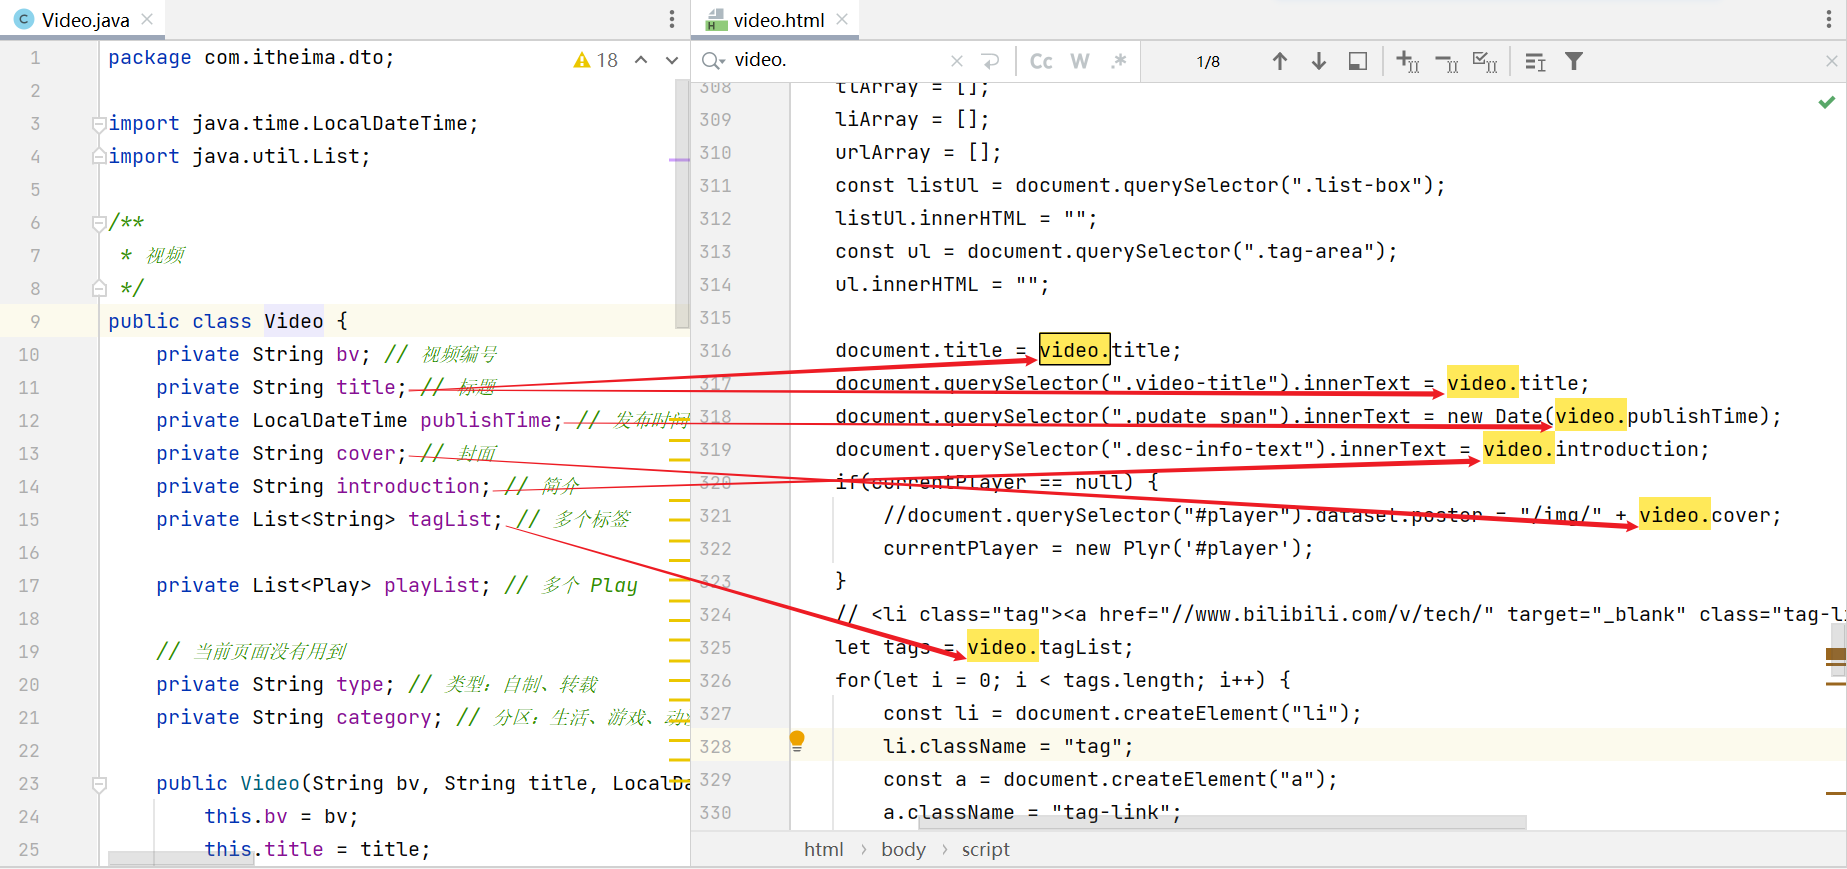 Video.java
1 package com.itheima.dto;
18
2
3 import java.time.LocalDateTime;
4 import java.util.List;
5
6 /**
7 * 视频
8 */
9 public class Video {
10 private String bv; // 视频编号
11 private String title; // 标题
12 private LocalDateTime publishTime; // 发布时间
13 private String cover; // 封面
14 private String introduction; // 简介
15 private List<String> tagList; // 多个标签
16
17 private List<Play> playList; // 多个 Play
18
19 // 当前页面没有用到
20 private String type; // 类型：自制、转载
21 private String category; // 分区：生活、游戏、动
22
23 public Video(String bv, String title, LocalDa
24 this.bv = bv;
25 this.title = title;
video.html
video.
Cc W .*
1/8
308 tlArray = [];
309 liArray = [];
310 urlArray = [];
311 const listUl = document.querySelector(".list-box");
312 listUl.innerHTML = "";
313 const ul = document.querySelector(".tag-area");
314 ul.innerHTML = "";
315
316 document.title = video.title;
317 document.querySelector(".video-title").innerText = video.title;
318 document.querySelector(".pudate span").innerText = new Date(video.publishTime);
319 document.querySelector(".desc-info-text").innerText = video.introduction;
320 if(currentPlayer == null) {
321 //document.querySelector("#player").dataset.poster = "/img/" + video.cover;
322 currentPlayer = new Plyr('#player');
323 }
324 // <li class="tag"><a href="//www.bilibili.com/v/tech/" target="_blank" class="tag-li
325 let tags = video.tagList;
326 for(let i = 0; i < tags.length; i++) {
327 const li = document.createElement("li");
328 li.className = "tag";
329 const a = document.createElement("a");
330 a.className = "tag-link";
html › body › script